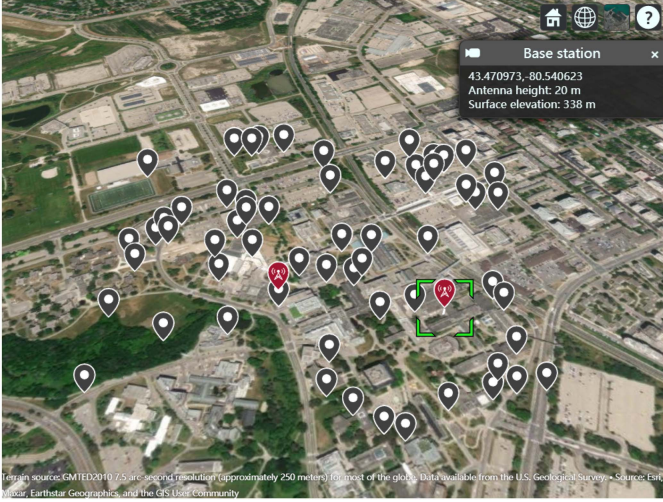 ?
Base station
×
43.470973,-80.540623
Antenna height: 20 m
Surface elevation: 338 m
Terrain source: GMTED2010 7.5 arc-second resolution (approximately 250 meters) for most of the globe. Data available from the U.S. Geological Survey. • Source: Esri
Maxar, Earthstar Geographics, and the GIS User Community